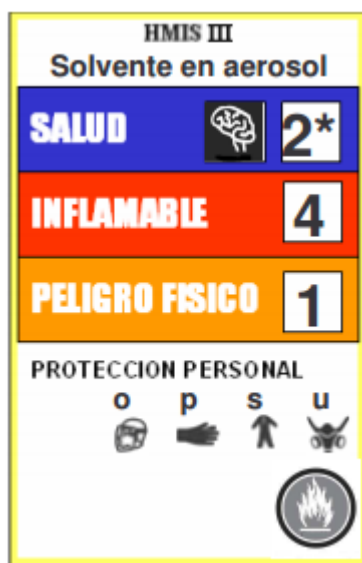 HMIS III
Solvente en aerosol
SALUD 2*
INFLAMABLE 4
PELIGRO FISICO 1
PROTECCION PERSONAL
o p s u